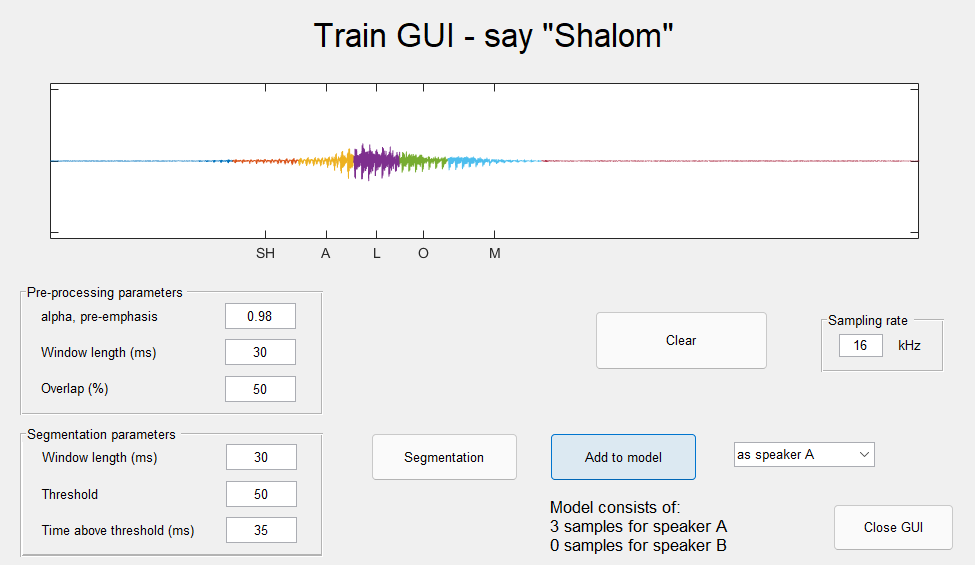 Train GUI - say "Shalom"
SH A L O M
Pre-processing parameters
alpha, pre-emphasis 0.98
Window length (ms) 30
Overlap (%) 50
Clear
Sampling rate
16 kHz
Segmentation parameters
Window length (ms) 30
Threshold 50
Time above threshold (ms) 35
Segmentation
Add to model
as speaker A
Model consists of:
3 samples for speaker A
0 samples for speaker B
Close GUI